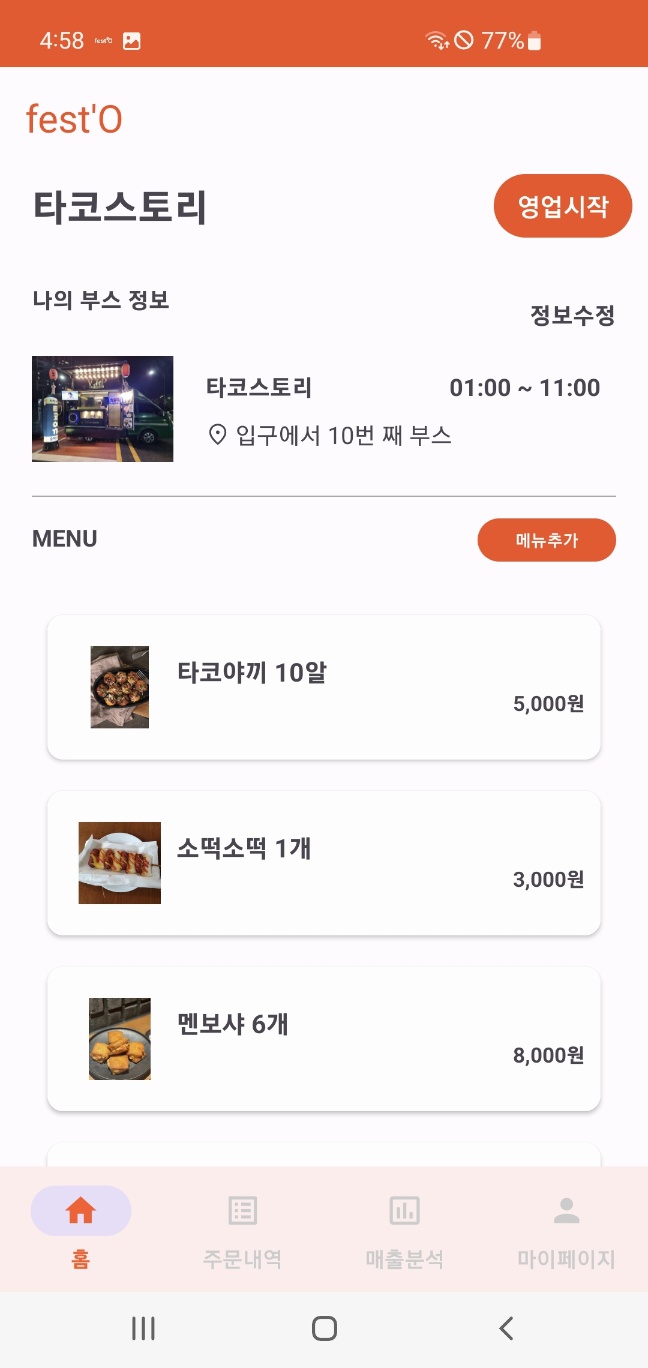 4:58 fest'O 77%
fest'O
타코스토리
영업시작
나의 부스 정보
정보수정
타코스토리
01:00 ~ 11:00
입구에서 10번 째 부스
MENU
메뉴추가
타코야끼 10알
5,000원
소떡소떡 1개
3,000원
멘보샤 6개
8,000원
홈
주문내역
매출분석
마이페이지